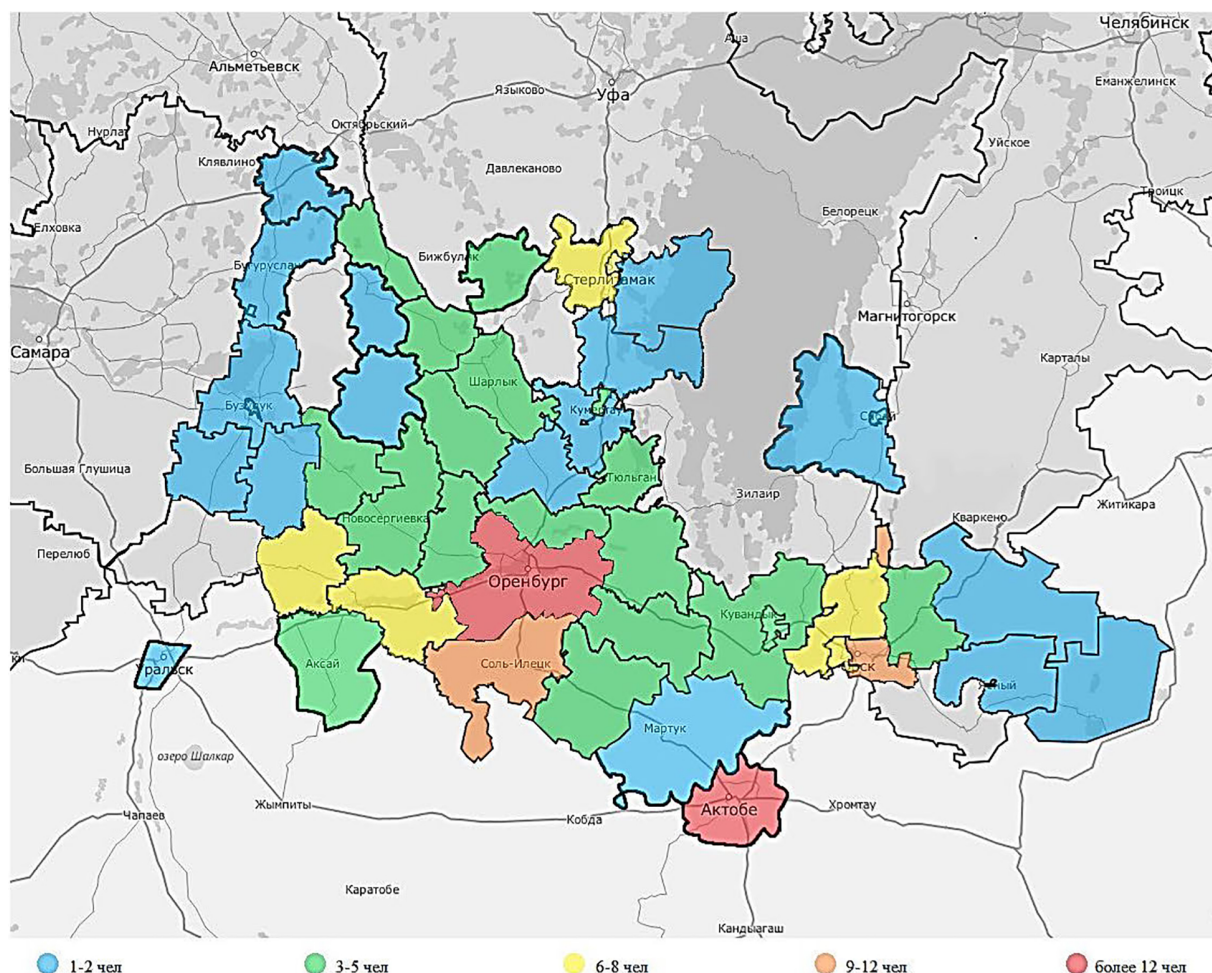 Челябинск
Аша
Альметьевск
Еманжелинск
Языково
Уфа
Октябрьский
Нурлат
Уйское
Клявлино
Давлеканово
Троицк
Белорецк
Елховка
Бижбуляк
Бугуруслан
Стерлитамак
Магнитогорск
Самара
Карталы
Шарлык
Бузулук
Кумертау
Сибай
Большая Глушица
Тюльган
Зилаир
Житикара
Новосергиевка
Кваркено
Перелюб
Оренбург
Кувандык
Аксай
Соль-Илецк
Орск
Уральск
Ясный
Мартук
озеро Шалкар
Жымпиты
Актобе
Хромтау
Чапаев
Кобда
Каратобе
Кандыагаш
1-2 чел 3-5 чел 6-8 чел 9-12 чел более 12 чел